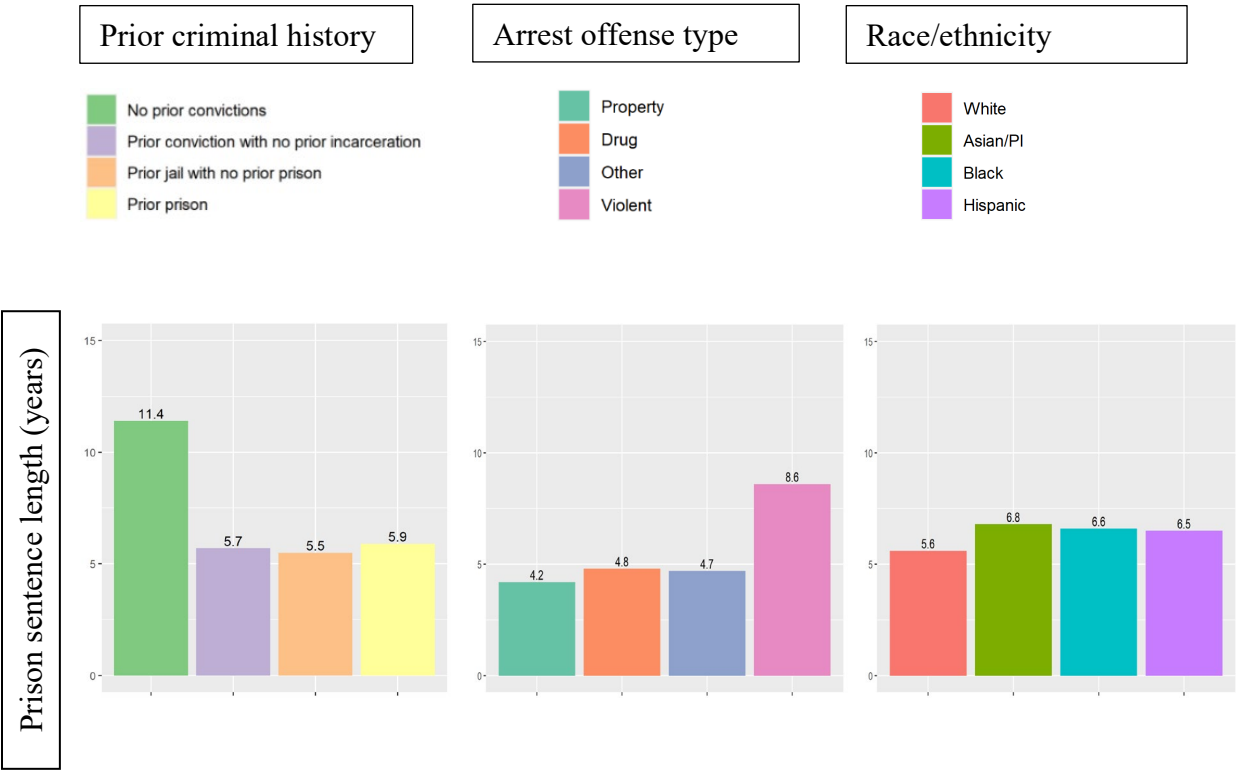 Prior criminal history
Arrest offense type
Race/ethnicity
No prior convictions
Prior conviction with no prior incarceration
Prior jail with no prior prison
Prior prison
Property
Drug
Other
Violent
White
Asian/PI
Black
Hispanic
Prison sentence length (years)
15
10
5
0
11.4
5.7
5.5
5.9
15
10
5
0
4.2
4.8
4.7
8.6
15
10
5
0
5.6
6.8
6.6
6.5